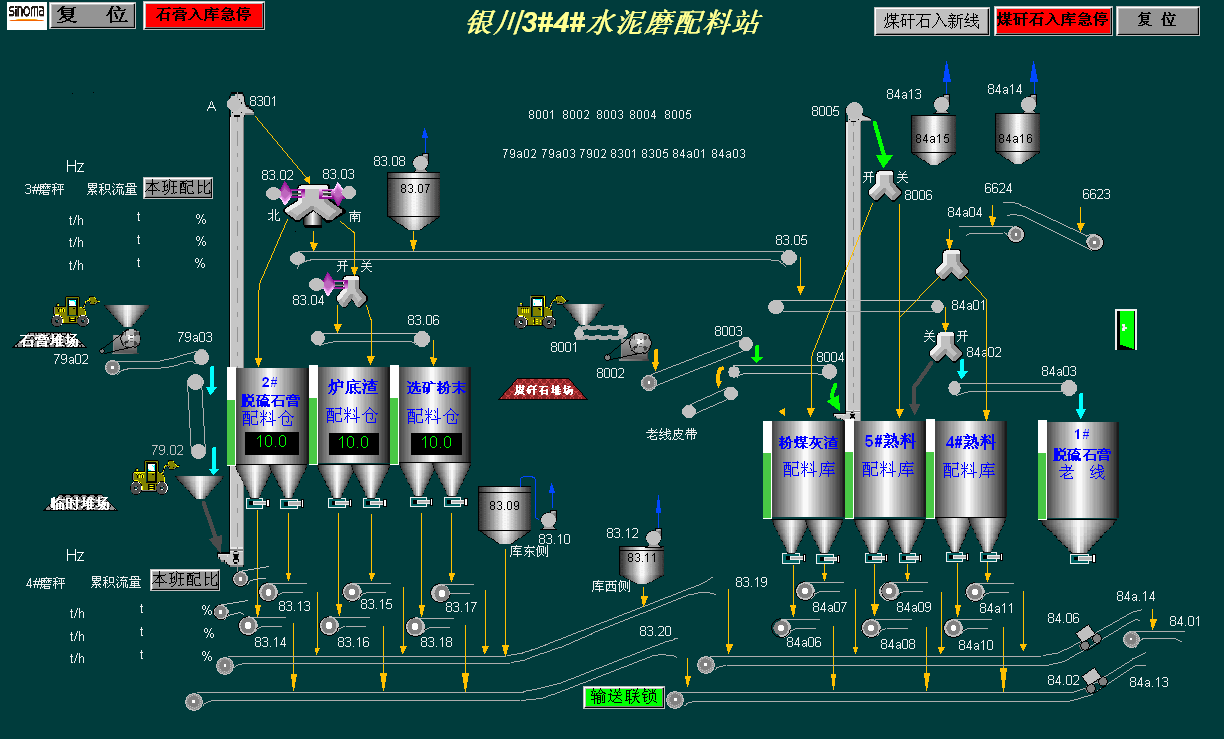 sinoma
复 位
石膏入库急停
银川3#4#水泥磨配料站
煤矸石入新线
煤矸石入库急停
复 位
A
8301
8001 8002 8003 8004 8005
79a02 79a03 7902 8301 8305 84a01 84a03
8005
84a13
84a14
84a15
84a16
Hz
3#磨秤
累积流量
本班配比
t/h t %
t/h t %
t/h t %
83.02
83.03
北
南
83.08
83.07
开
关
83.04
83.05
83.06
开
关
8006
6624
6623
84a04
84a01
关
开
84a02
84a03
石膏堆场
79a02
79a03
79.02
临时堆场
8001
8002
8003
8004
煤矸石堆场
老线皮带
2#
脱硫石膏
配料仓
10.0
炉底渣
配料仓
10.0
选矿粉末
配料仓
10.0
粉煤灰渣
配料库
5#熟料
配料库
4#熟料
配料库
1#
脱硫石膏
老 线
83.09
83.10
库东侧
83.12
83.11
库西侧
Hz
4#磨秤
累积流量
本班配比
t/h t %
t/h t %
t/h t %
83.13
83.14
83.15
83.16
83.17
83.18
83.19
83.20
84a07
84a06
84a09
84a08
84a11
84a10
84.06
84a.14
84.01
84.02
84a.13
输送联锁